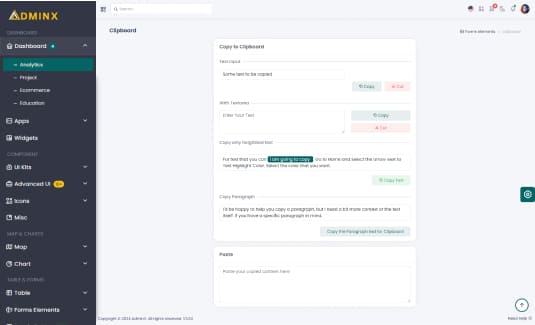 ADMINX
Search..
DASHBOARD
Dashboard
Analytics
Project
Ecommerce
Education
Apps
Widgets
COMPONENT
Ui Kits
Advanced UI
Icons
Misc
MAP & CHARTS
Map
Chart
TABLE & FORMS
Table
Forms Elements
Clipboard
Forms elements
Clipboard
Copy to Clipboard
Text Input
Some text to be copied
Copy
Cut
With Textarea
Enter Your Text
Copy
Cut
Copy only highlighted text
For text that you can I am going to copy Go to Home and Select the arrow next to
Text Highlight Color. Select the color that you want.
Copy Text
Copy Paragraph
I'd be happy to help you copy a paragraph, but I need a bit more context or the text
itself. If you have a specific paragraph in mind.
Copy the Paragraph text to Clipboard
Paste
Paste your copied content here
Copyright © 2024 AdminX. All rights reserved
Need Help